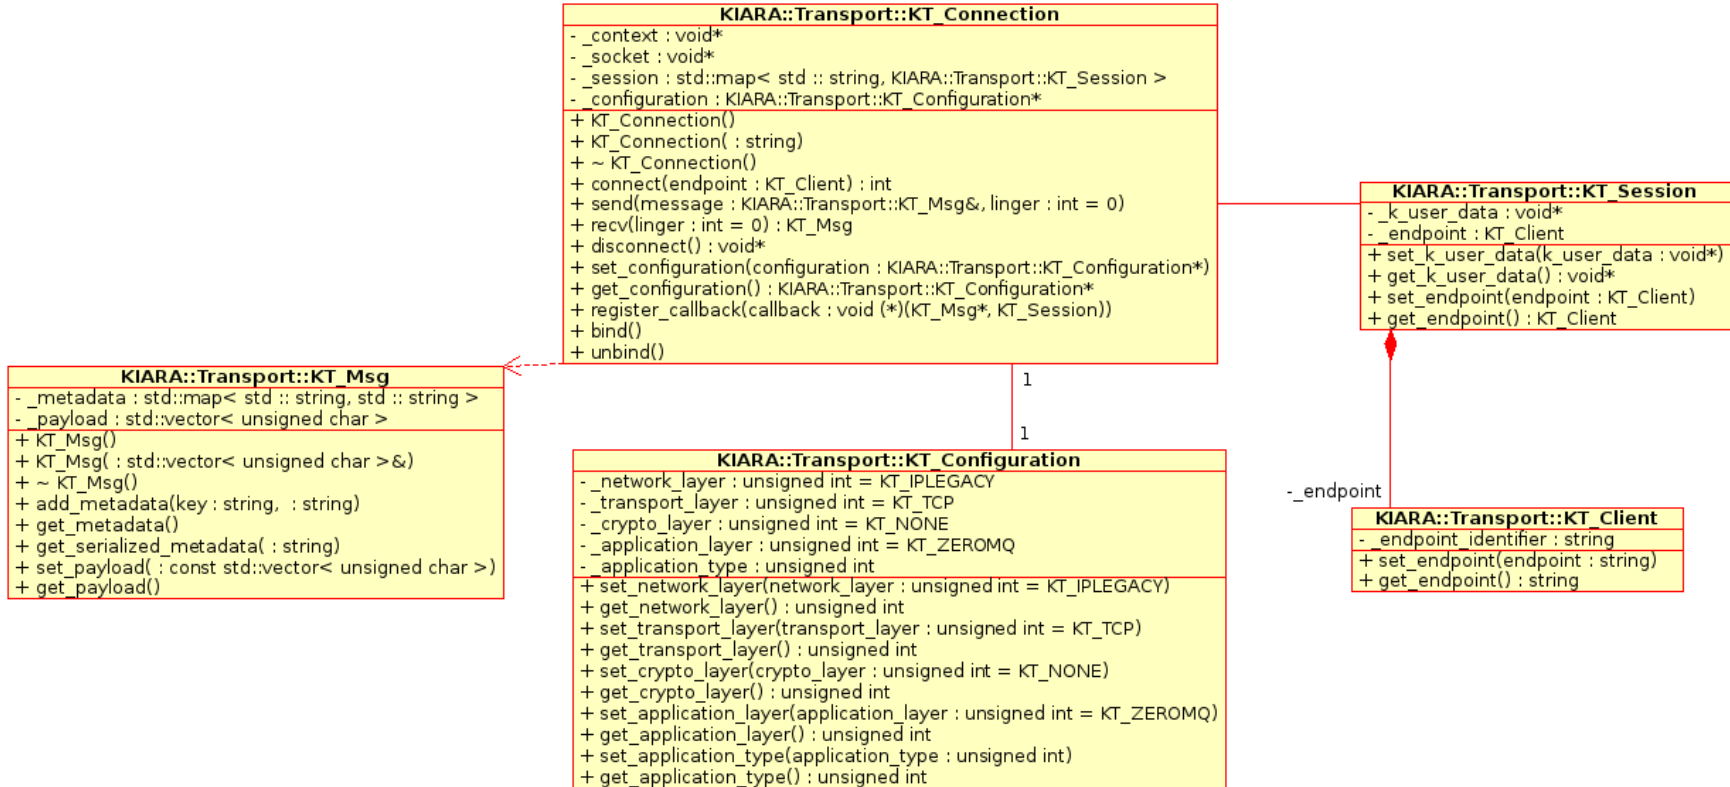 KIARA::Transport::KT_Connection
- _context : void*
- _socket : void*
- _session : std::map< std :: string, KIARA::Transport::KT_Session >
- _configuration : KIARA::Transport::KT_Configuration*
+ KT_Connection()
+ KT_Connection( : string)
+ ~ KT_Connection()
+ connect(endpoint : KT_Client) : int
+ send(message : KIARA::Transport::KT_Msg&, linger : int = 0)
+ recv(linger : int = 0) : KT_Msg
+ disconnect() : void*
+ set_configuration(configuration : KIARA::Transport::KT_Configuration*)
+ get_configuration() : KIARA::Transport::KT_Configuration*
+ register_callback(callback : void (*)(KT_Msg*, KT_Session))
+ bind()
+ unbind()
KIARA::Transport::KT_Session
- _k_user_data : void*
- _endpoint : KT_Client
+ set_k_user_data(k_user_data : void*)
+ get_k_user_data() : void*
+ set_endpoint(endpoint : KT_Client)
+ get_endpoint() : KT_Client
KIARA::Transport::KT_Msg
- _metadata : std::map< std :: string, std :: string >
- _payload : std::vector< unsigned char >
+ KT_Msg()
+ KT_Msg( : std::vector< unsigned char >&)
+ ~ KT_Msg()
+ add_metadata(key : string,  : string)
+ get_metadata()
+ get_serialized_metadata( : string)
+ set_payload( : const std::vector< unsigned char >)
+ get_payload()
1
1
KIARA::Transport::KT_Configuration
- _network_layer : unsigned int = KT_IPLEGACY
- _transport_layer : unsigned int = KT_TCP
- _crypto_layer : unsigned int = KT_NONE
- _application_layer : unsigned int = KT_ZEROMQ
- _application_type : unsigned int
+ set_network_layer(network_layer : unsigned int = KT_IPLEGACY)
+ get_network_layer() : unsigned int
+ set_transport_layer(transport_layer : unsigned int = KT_TCP)
+ get_transport_layer() : unsigned int
+ set_crypto_layer(crypto_layer : unsigned int = KT_NONE)
+ get_crypto_layer() : unsigned int
+ set_application_layer(application_layer : unsigned int = KT_ZEROMQ)
+ get_application_layer() : unsigned int
+ set_application_type(application_type : unsigned int)
+ get_application_type() : unsigned int
-_endpoint
KIARA::Transport::KT_Client
- _endpoint_identifier : string
+ set_endpoint(endpoint : string)
+ get_endpoint() : string